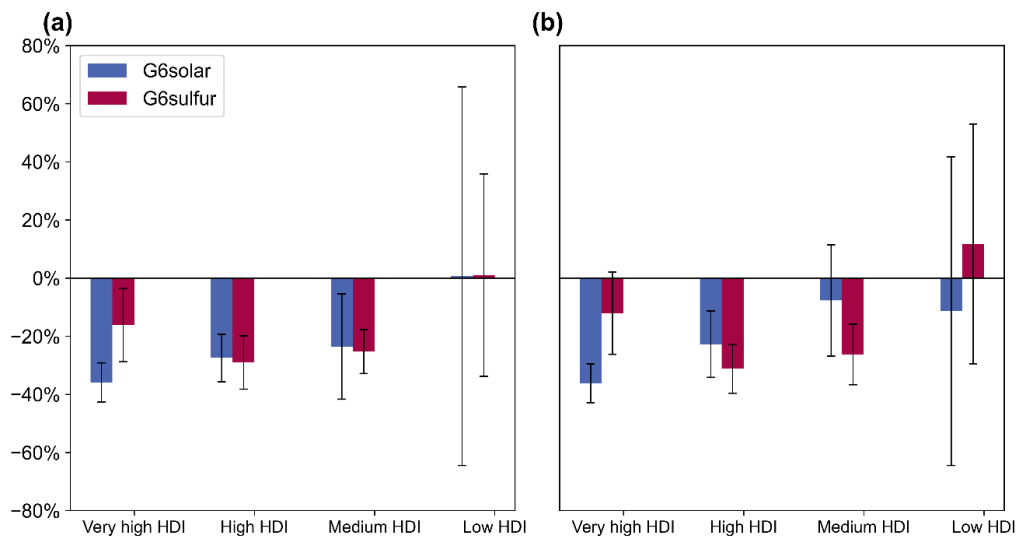 (a)
(b)
80%
60%
40%
20%
0%
−20%
−40%
−60%
−80%
G6solar
G6sulfur
Very high HDI
High HDI
Medium HDI
Low HDI
Very high HDI
High HDI
Medium HDI
Low HDI